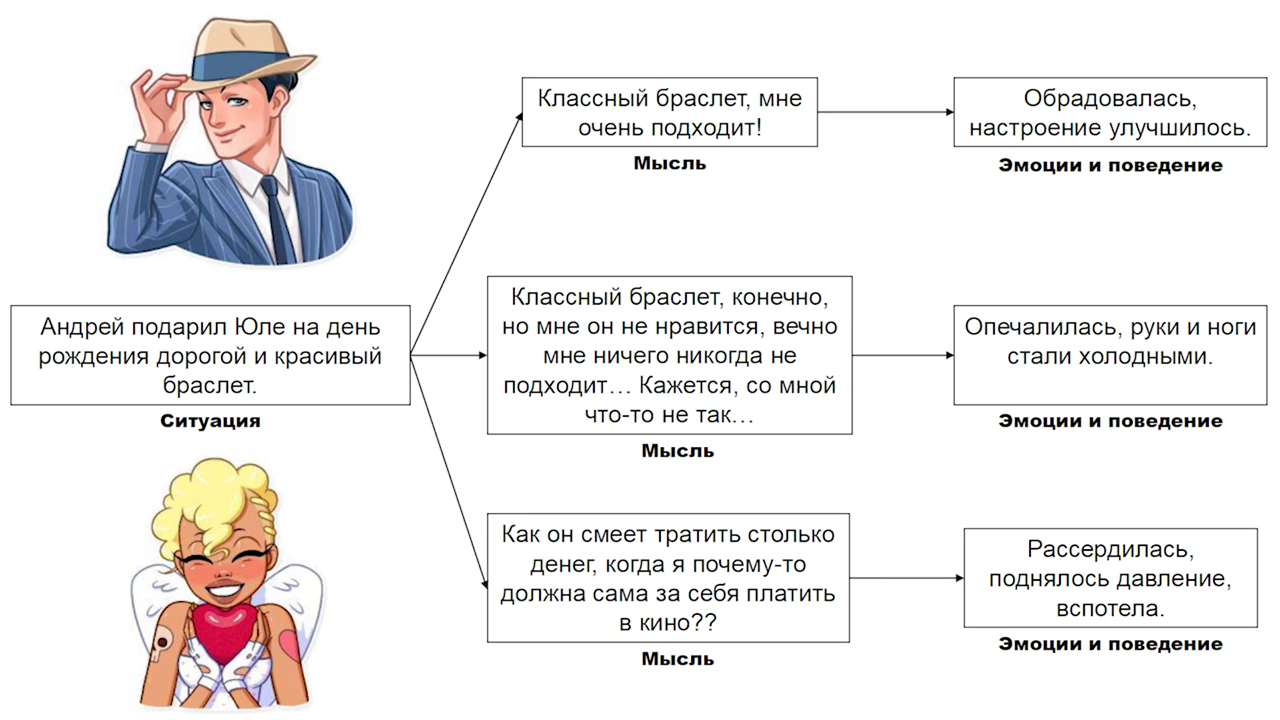 Классный браслет, мне
очень подходит!
Мысль
Обрадовалась,
настроение улучшилось.
Эмоции и поведение
Андрей подарил Юле на день
рождения дорогой и красивый
браслет.
Ситуация
Классный браслет, конечно,
но мне он не нравится, вечно
мне ничего никогда не
подходит... Кажется, со мной
что-то не так...
Мысль
Опечалилась, руки и ноги
стали холодными.
Эмоции и поведение
Как он смеет тратить столько
денег, когда я почему-то
должна сама за себя платить
в кино??
Мысль
Рассердилась,
поднялось давление,
вспотела.
Эмоции и поведение